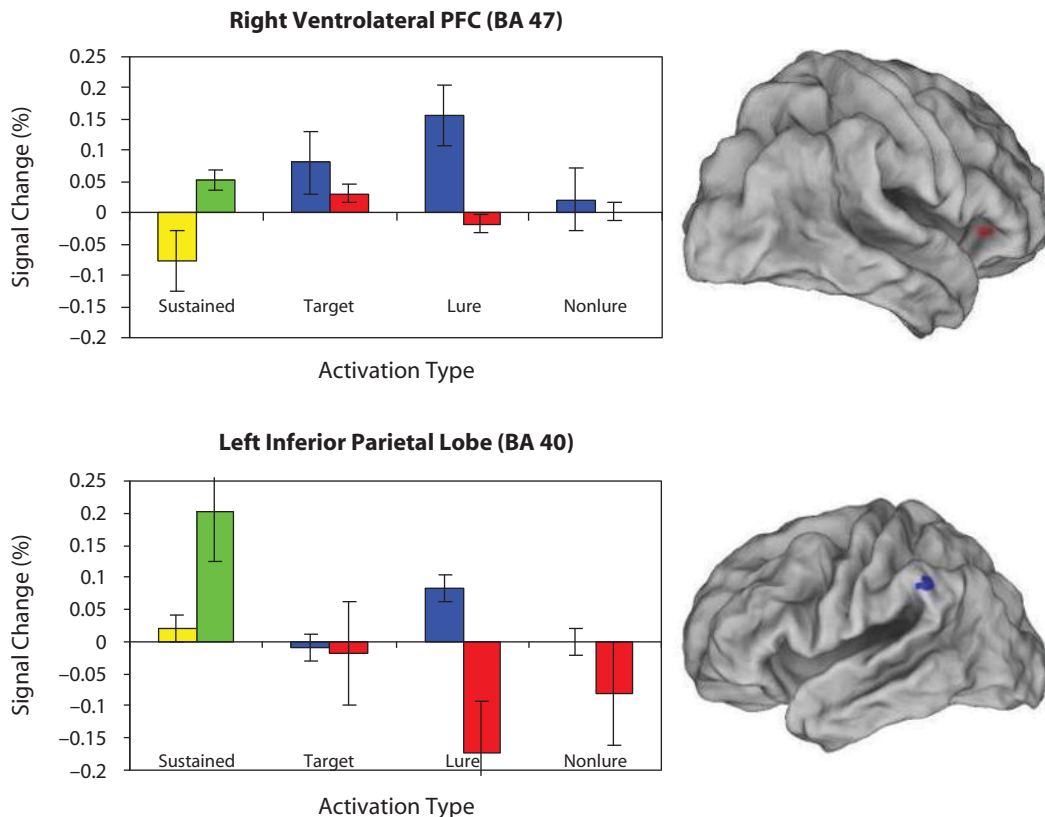 Right Ventrolateral PFC (BA 47)
Signal Change (%)
0.25
0.2
0.15
0.1
0.05
0
−0.05
−0.1
−0.15
−0.2
Sustained Target Lure Nonlure
Activation Type
Left Inferior Parietal Lobe (BA 40)
Signal Change (%)
0.25
0.2
0.15
0.1
0.05
0
−0.05
−0.1
−0.15
−0.2
Sustained Target Lure Nonlure
Activation Type